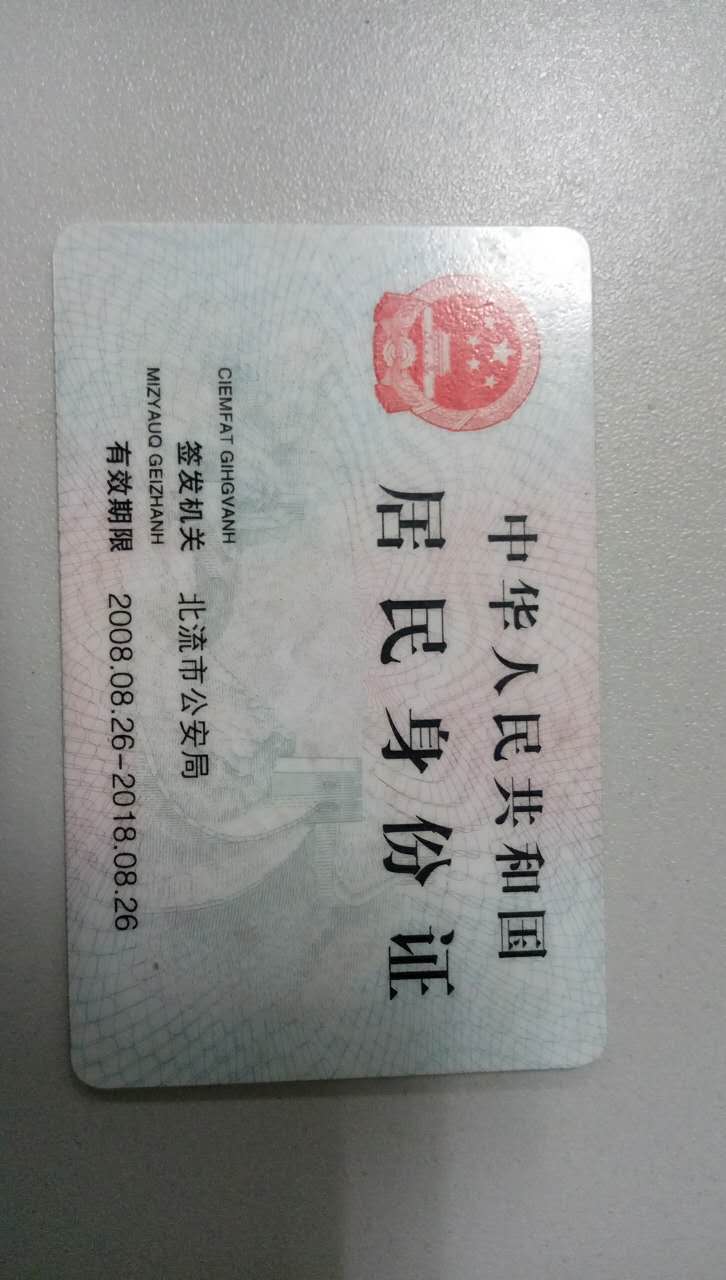 中华人民共和国
居民身份证
CIEMFAT GIHGVANH
签发机关 北流市公安局
MIZYAUQ GEIZHANH
有效期限 2008.08.26-2018.08.26